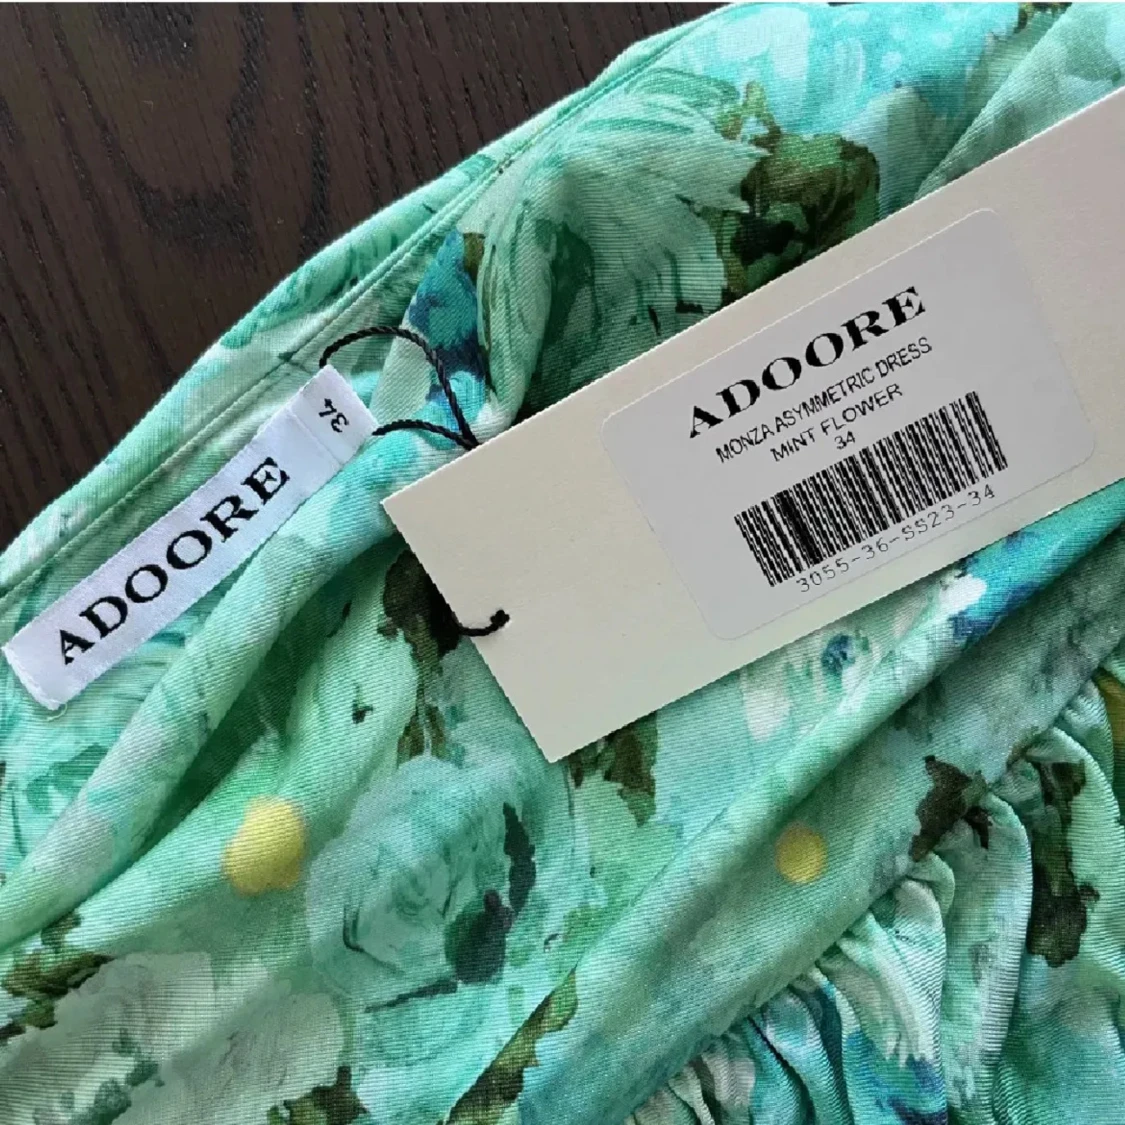 ADOORE
34
ADOORE
MONZA ASYMMETRIC DRESS
MINT FLOWER
34
3055-36-SS23-34